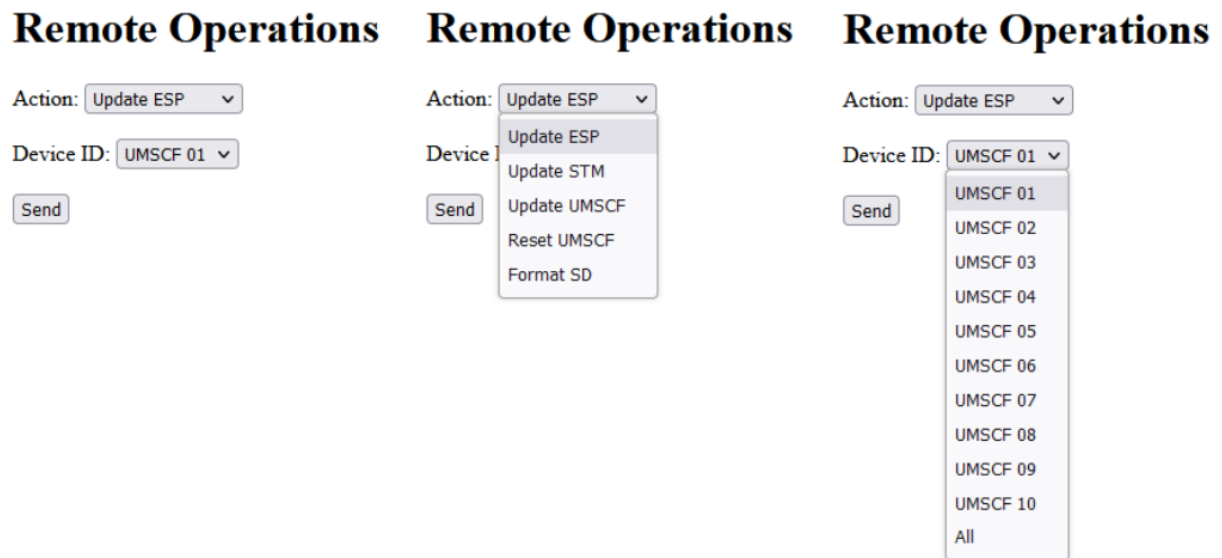 Remote Operations
Action: Update ESP
Device ID: UMSCF 01
Send
Remote Operations
Action: Update ESP
Update ESP
Device I
Update STM
Update UMSCF
Send
Reset UMSCF
Format SD
Remote Operations
Action: Update ESP
Device ID: UMSCF 01
UMSCF 01
Send
UMSCF 02
UMSCF 03
UMSCF 04
UMSCF 05
UMSCF 06
UMSCF 07
UMSCF 08
UMSCF 09
UMSCF 10
All